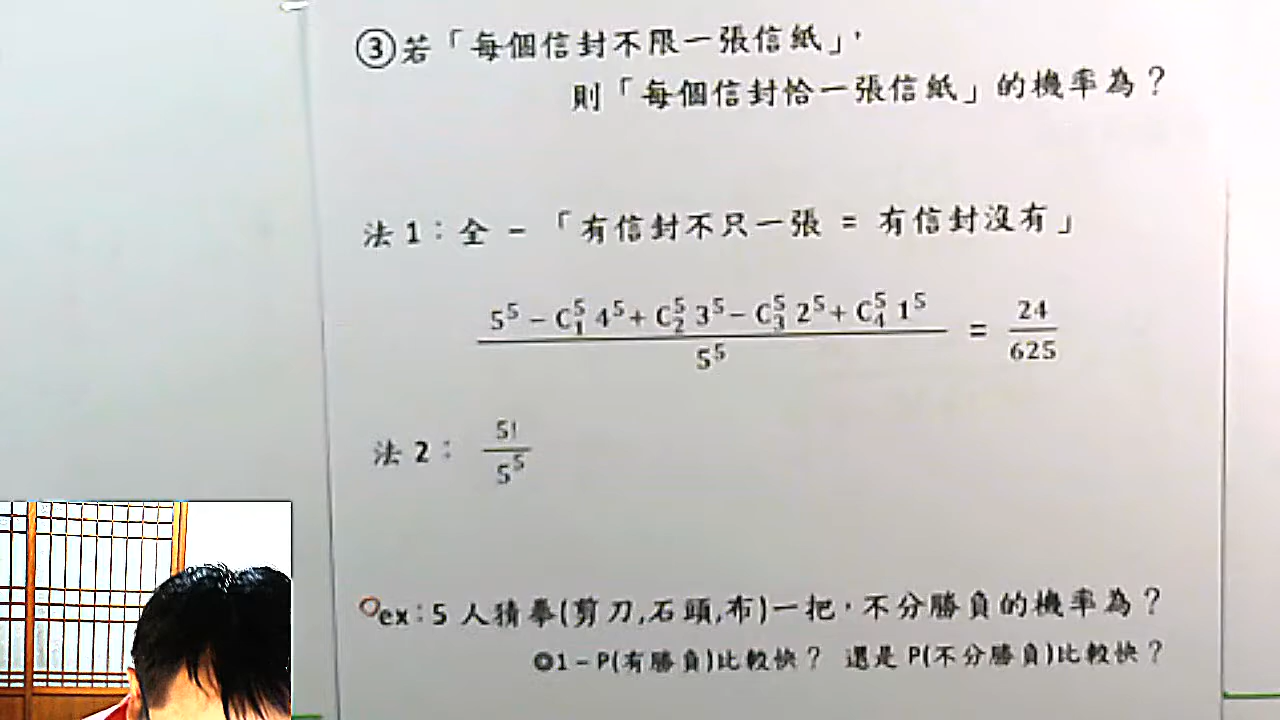 ③若「每個信封不限一張信紙」，
則「每個信封恰一張信紙」的機率為？
法1：全 – 「有信封不只一張 = 有信封沒有」
5⁵ – C₁⁵ 4⁵ + C₂⁵ 3⁵ – C₃⁵ 2⁵ + C₄⁵ 1⁵ / 5⁵ = 24 / 625
法2： 5! / 5⁵
ex：5 人猜拳(剪刀,石頭,布)一把，不分勝負的機率為？
◎1 – P(有勝負)比較快？ 還是 P(不分勝負)比較快？